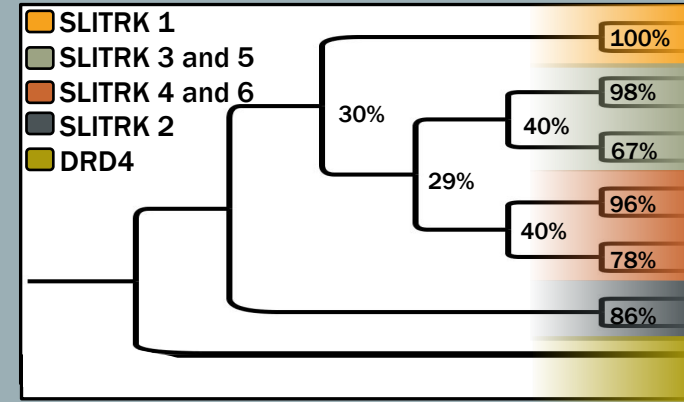 SLITRK 1
SLITRK 3 and 5
SLITRK 4 and 6
SLITRK 2
DRD4
100%
98%
30%
40%
67%
29%
96%
40%
78%
86%